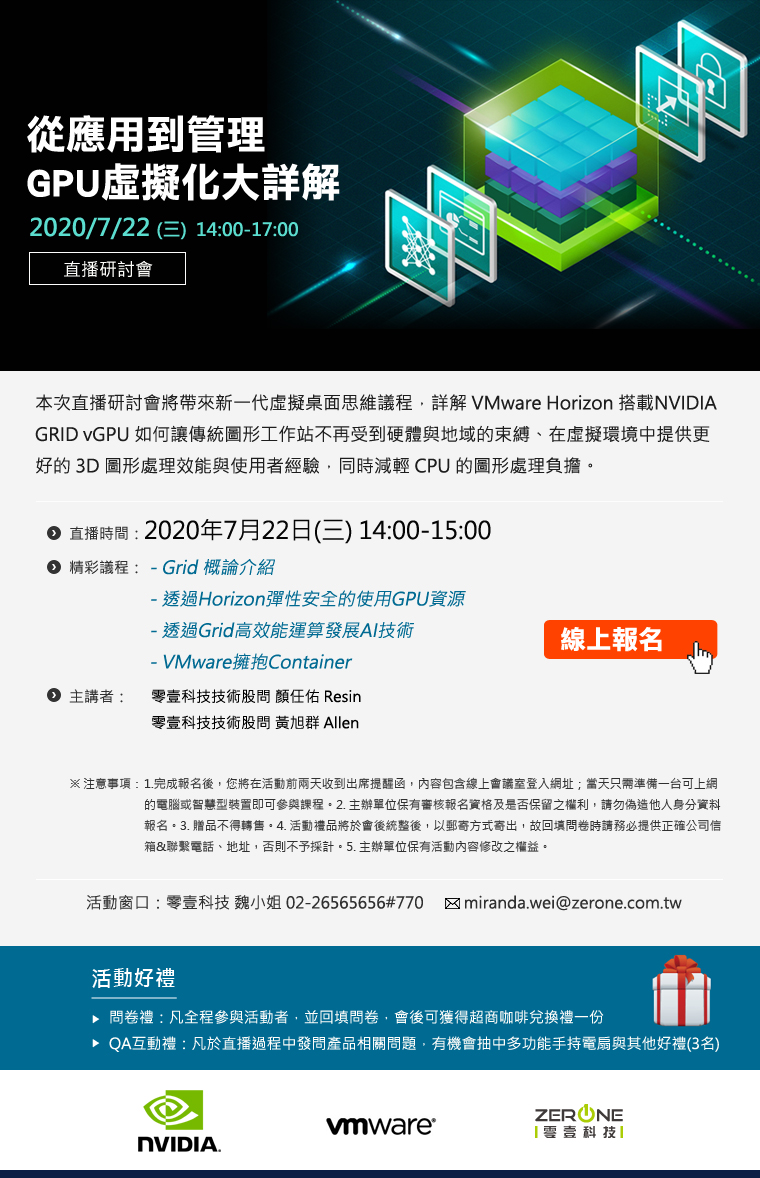 從應用到管理
GPU虛擬化大詳解
2020/7/22 (三) 14:00-17:00
直播研討會
本次直播研討會將帶來新一代虛擬桌面思維議程，詳解 VMware Horizon 搭載NVIDIA
GRID vGPU 如何讓傳統圖形工作站不再受到硬體與地域的束縛、在虛擬環境中提供更
好的 3D 圖形處理效能與使用者經驗，同時減輕 CPU 的圖形處理負擔。
直播時間：2020年7月22日(三) 14:00-15:00
精彩議程： - Grid 概論介紹
- 透過Horizon彈性安全的使用GPU資源
- 透過Grid高效能運算發展AI技術
- VMware擁抱Container
線上報名
主講者： 零壹科技技術股問 顏任佑 Resin
零壹科技技術股問 黃旭群 Allen
※ 注意事項：1.完成報名後，您將在活動前兩天收到出席提醒函，內容包含線上會議室登入網址；當天只需準備一台可上網
的電腦或智慧型裝置即可參與課程。2. 主辦單位保有審核報名資格及是否保留之權利，請勿偽造他人身分資料
報名。3. 贈品不得轉售。4. 活動禮品將於會後統整後，以郵寄方式寄出，故回填問卷時請務必提供正確公司信
箱&聯繫電話、地址，否則不予採計。5. 主辦單位保有活動內容修改之權益。
活動窗口：零壹科技 魏小姐 02-26565656#770 miranda.wei@zerone.com.tw
活動好禮
問卷禮：凡全程參與活動者，並回填問卷，會後可獲得超商咖啡兌換禮一份
QA互動禮：凡於直播過程中發問產品相關問題，有機會抽中多功能手持電扇與其他好禮(3名)
NVIDIA.
vmware®
ZERONE
零壹科技